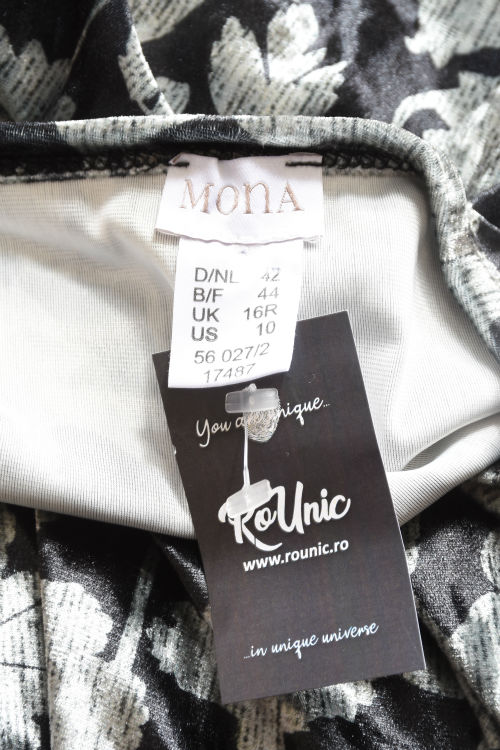 MONA
D/NL 42
B/F 44
UK 16R
US 10
56 027/2
17487
You are unique...
RoUnic
www.rounic.ro
...in unique universe